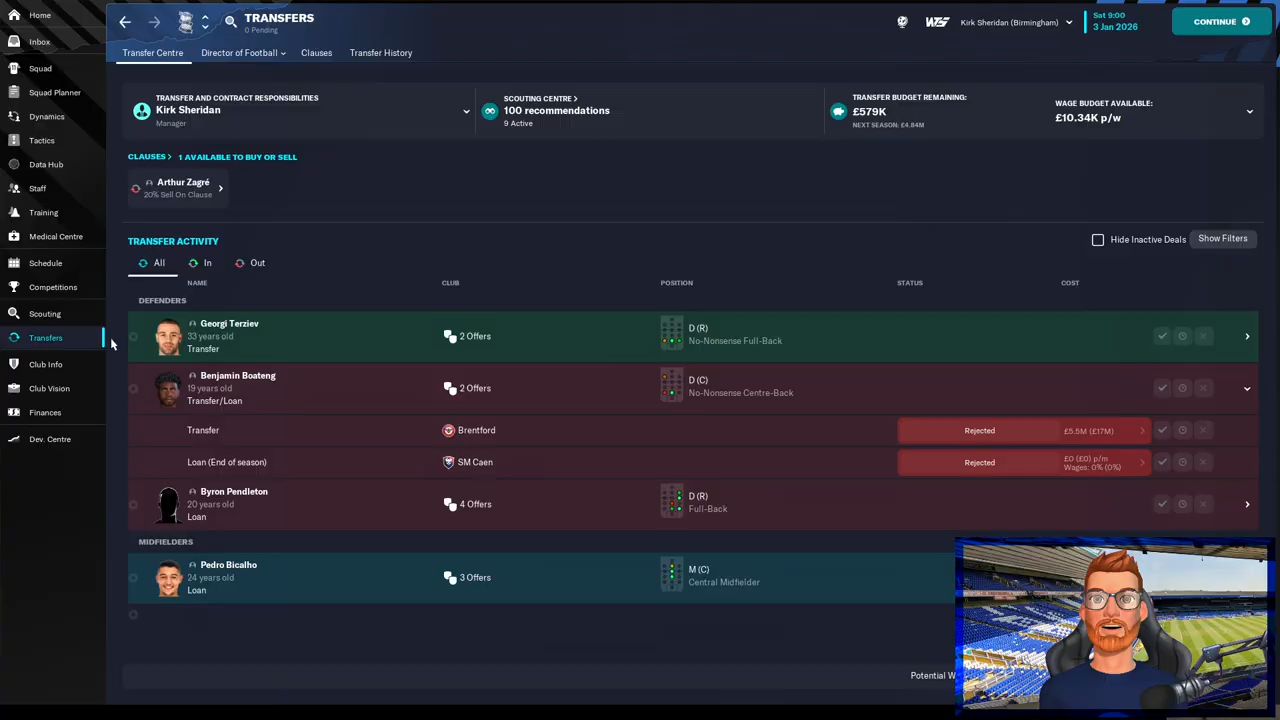 Home
Inbox
Squad
Squad Planner
Dynamics
Tactics
Data Hub
Staff
Training
Medical Centre
Schedule
Competitions
Scouting
Transfers
Club Info
Club Vision
Finances
Dev. Centre
TRANSFERS
0 Pending
Kirk Sheridan (Birmingham)
Sat 9:00
3 Jan 2026
CONTINUE
Transfer Centre
Director of Football
Clauses
Transfer History
TRANSFER AND CONTRACT RESPONSIBILITIES
Kirk Sheridan
Manager
SCOUTING CENTRE >
100 recommendations
9 Active
TRANSFER BUDGET REMAINING:
£579K
NEXT SEASON: £4.84M
WAGE BUDGET AVAILABLE:
£10.34K p/w
CLAUSES > 1 AVAILABLE TO BUY OR SELL
Arthur Zagré
20% Sell On Clause
TRANSFER ACTIVITY
Hide Inactive Deals
Show Filters
All
In
Out
NAME CLUB POSITION STATUS COST
DEFENDERS
Georgi Terziev
33 years old
Transfer
2 Offers
D (R)
No-Nonsense Full-Back
Benjamin Boateng
19 years old
Transfer/Loan
2 Offers
D (C)
No-Nonsense Centre-Back
Transfer Brentford Rejected £5.5M (£17M)
Loan (End of season) SM Caen Rejected £0 (£0) p/m
Wages: 0% (0%)
Byron Pendleton
20 years old
Loan
4 Offers
D (R)
Full-Back
MIDFIELDERS
Pedro Bicalho
24 years old
Loan
3 Offers
M (C)
Central Midfielder
Potential W